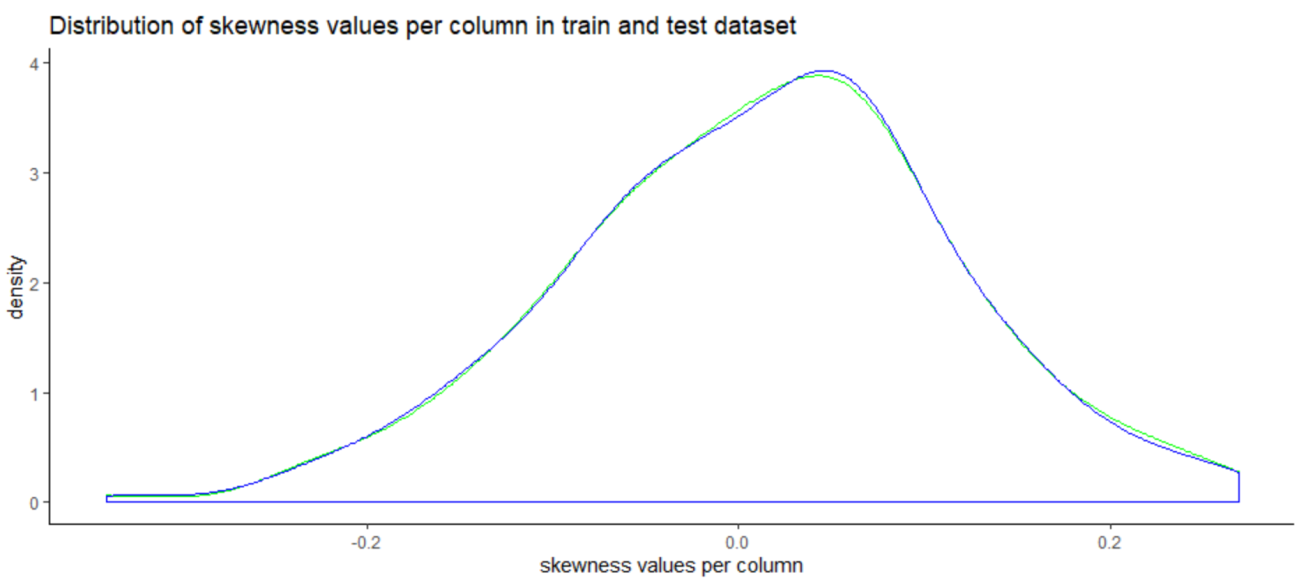 Distribution of skewness values per column in train and test dataset
4
3
2
1
0
density
-0.2
0.0
0.2
skewness values per column